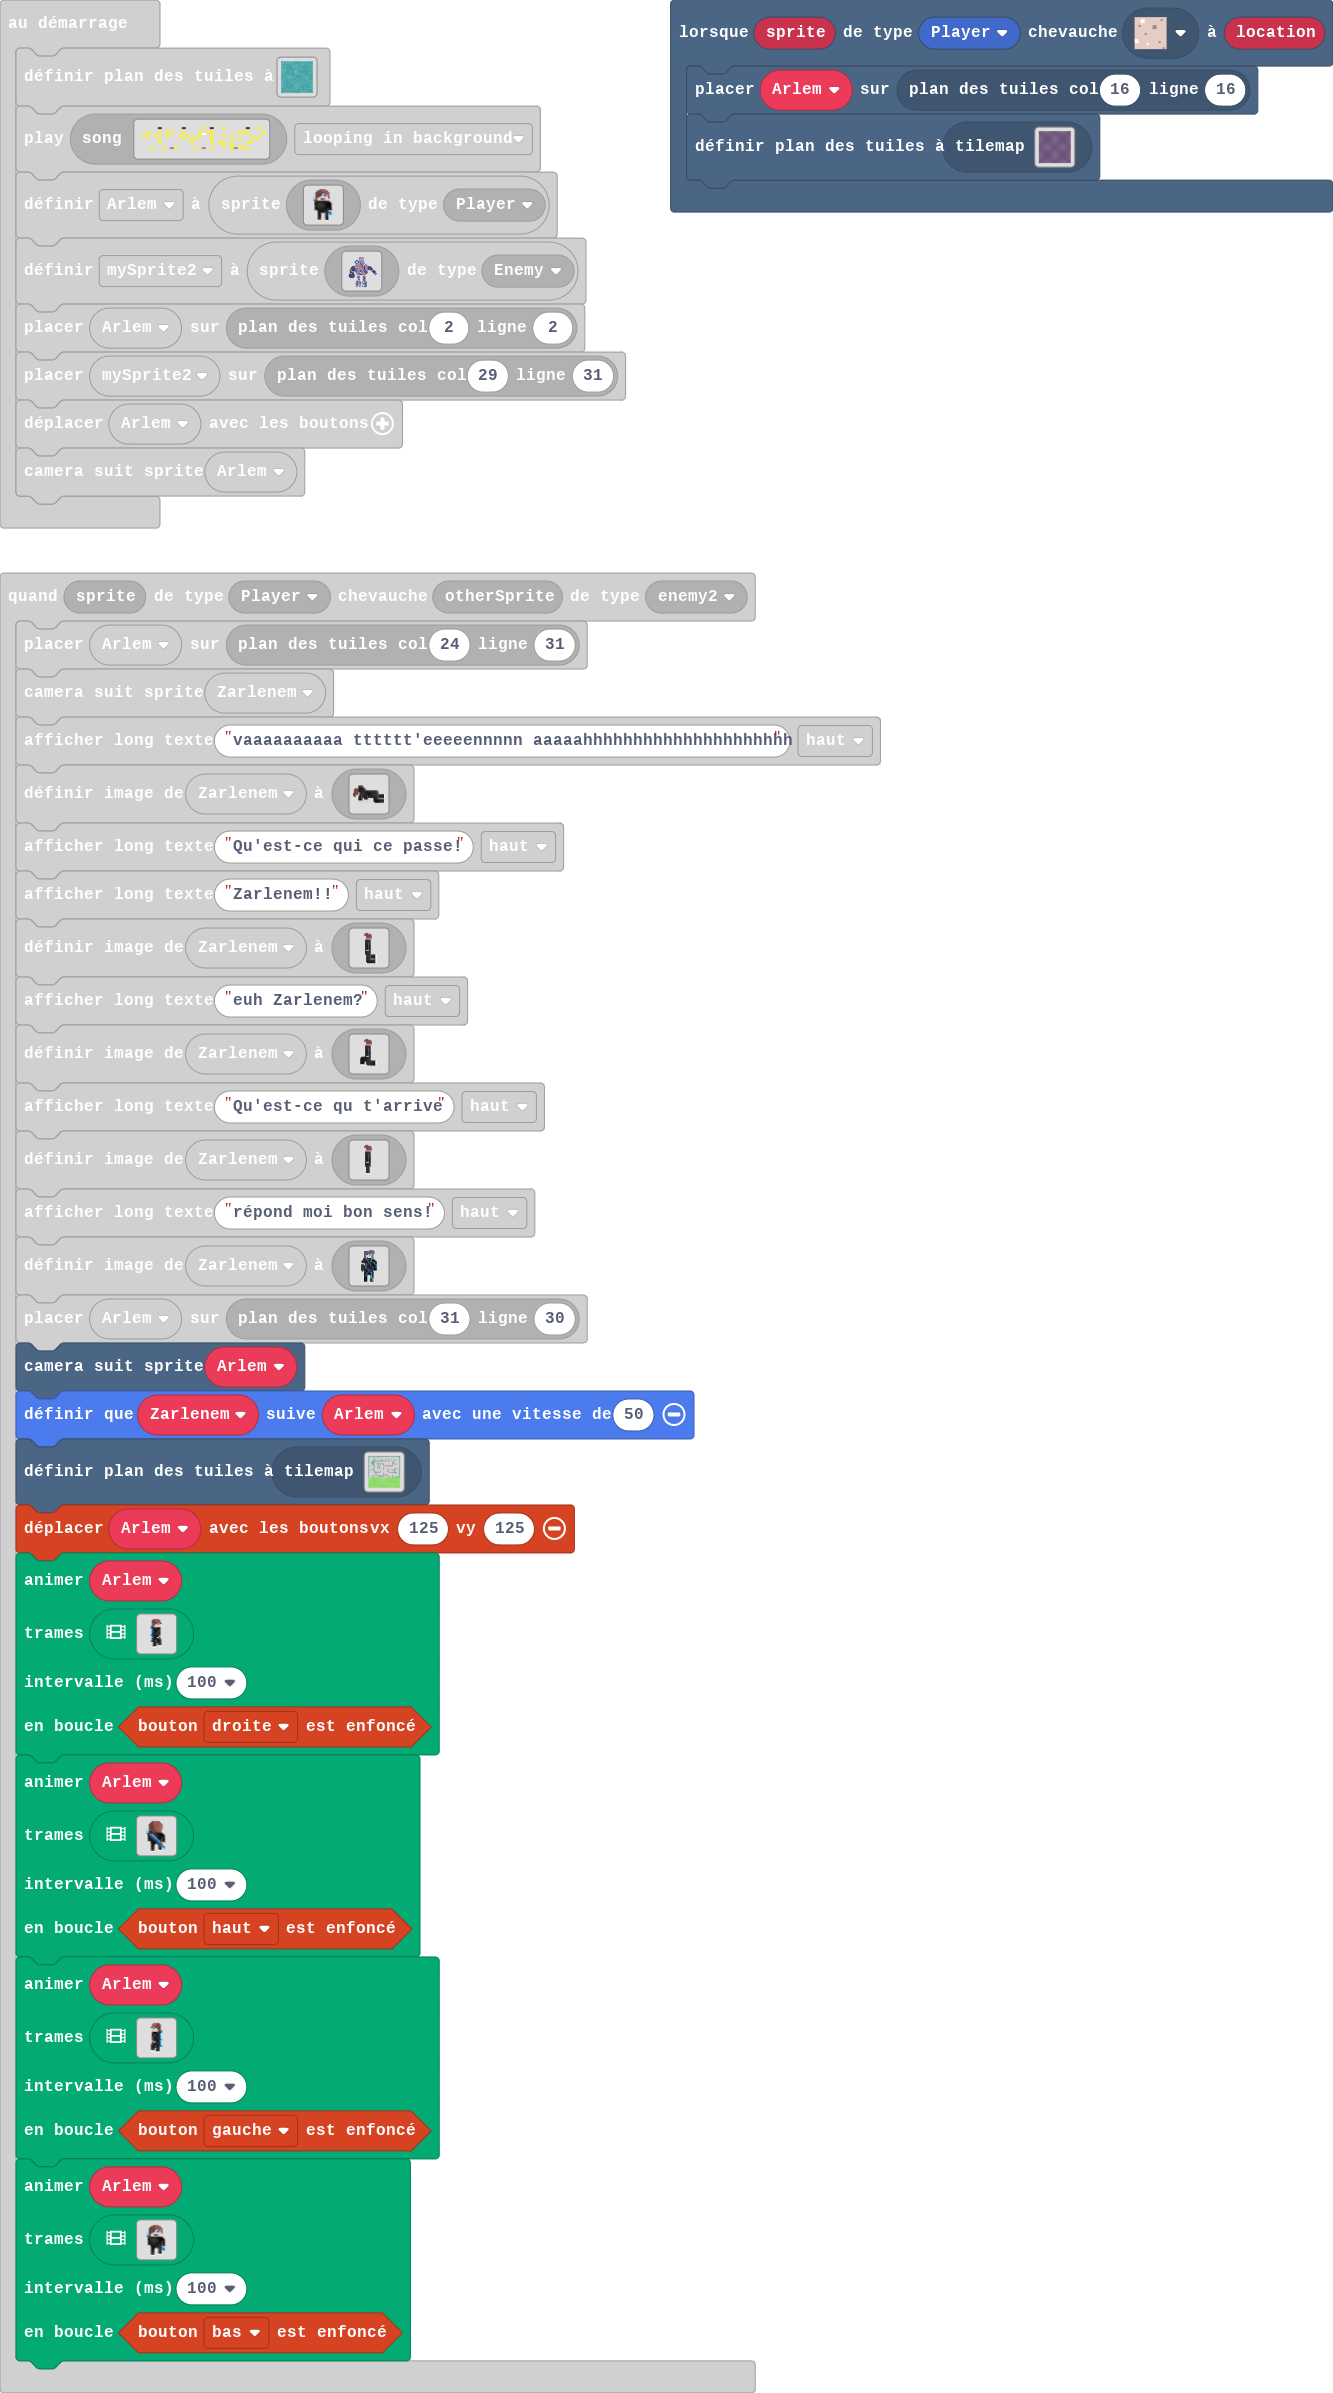 au démarrage
définir plan des tuiles à
play song looping in background
définir Arlem à sprite de type Player
définir mySprite2 à sprite de type Enemy
placer Arlem sur plan des tuiles col 2 ligne 2
placer mySprite2 sur plan des tuiles col 29 ligne 31
déplacer Arlem avec les boutons
camera suit sprite Arlem
lorsque sprite de type Player chevauche à location
placer Arlem sur plan des tuiles col 16 ligne 16
définir plan des tuiles à tilemap
quand sprite de type Player chevauche otherSprite de type enemy2
placer Arlem sur plan des tuiles col 24 ligne 31
camera suit sprite Zarlenem
afficher long texte "vaaaaaaaaaa tttttt'eeeeennnnn aaaaahhhhhhhhhhhhhhhhhhhhh" haut
définir image de Zarlenem à
afficher long texte "Qu'est-ce qui ce passe!" haut
afficher long texte "Zarlenem!!" haut
définir image de Zarlenem à
afficher long texte "euh Zarlenem?" haut
définir image de Zarlenem à
afficher long texte "Qu'est-ce qu t'arrive" haut
définir image de Zarlenem à
afficher long texte "répond moi bon sens!" haut
définir image de Zarlenem à
placer Arlem sur plan des tuiles col 31 ligne 30
camera suit sprite Arlem
définir que Zarlenem suive Arlem avec une vitesse de 50
définir plan des tuiles à tilemap
déplacer Arlem avec les boutons vx 125 vy 125
animer Arlem
trames
intervalle (ms) 100
en boucle bouton droite est enfoncé
animer Arlem
trames
intervalle (ms) 100
en boucle bouton haut est enfoncé
animer Arlem
trames
intervalle (ms) 100
en boucle bouton gauche est enfoncé
animer Arlem
trames
intervalle (ms) 100
en boucle bouton bas est enfoncé